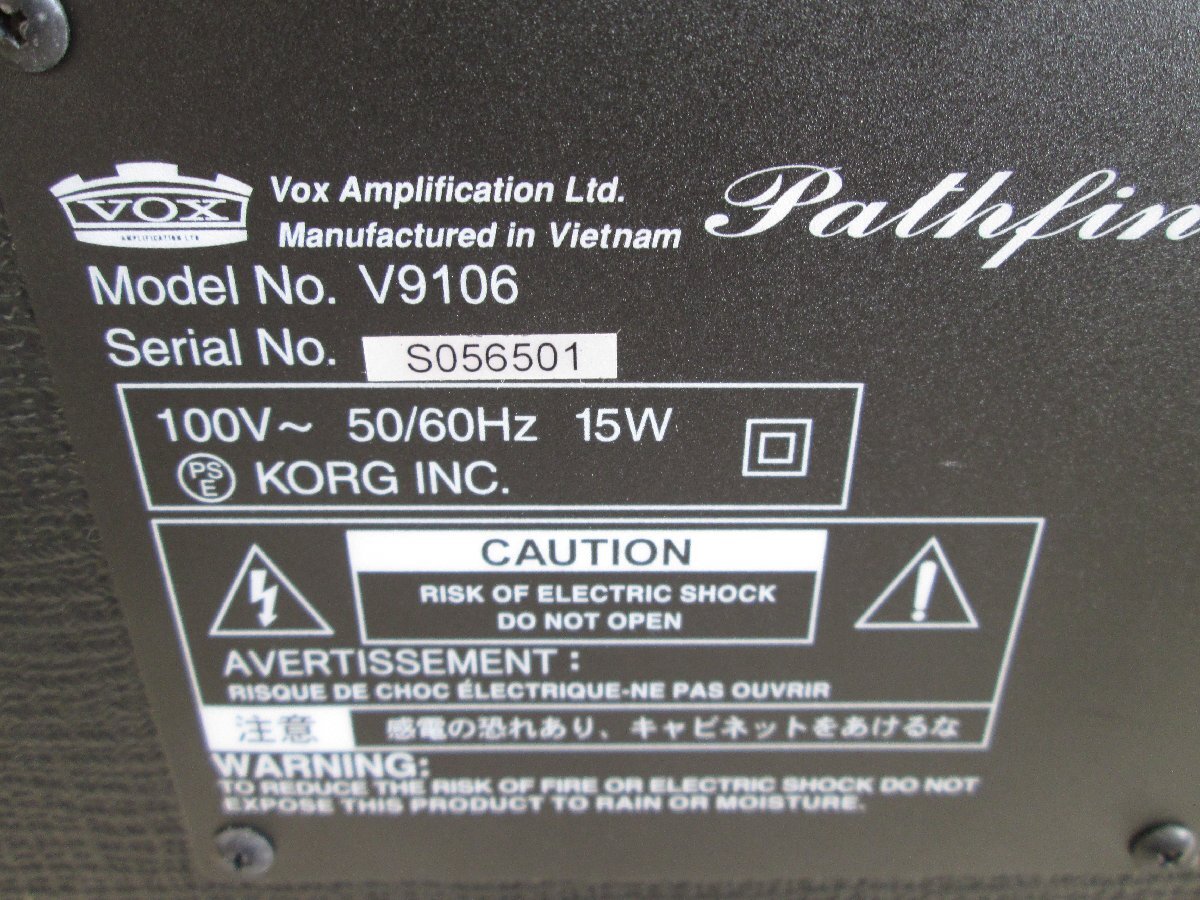 VOX
AMPLIFICATION LTD
Vox Amplification Ltd.
Manufactured in Vietnam
Pathfin
Model No. V9106
Serial No. S056501
100V~ 50/60Hz 15W
PSE KORG INC.
CAUTION
RISK OF ELECTRIC SHOCK
DO NOT OPEN
AVERTISSEMENT :
RISQUE DE CHOC ÉLECTRIQUE-NE PAS OUVRIR
注意 感電の恐れあり、キャビネットをあけるな
WARNING:
TO REDUCE THE RISK OF FIRE OR ELECTRIC SHOCK DO NOT
EXPOSE THIS PRODUCT TO RAIN OR MOISTURE.